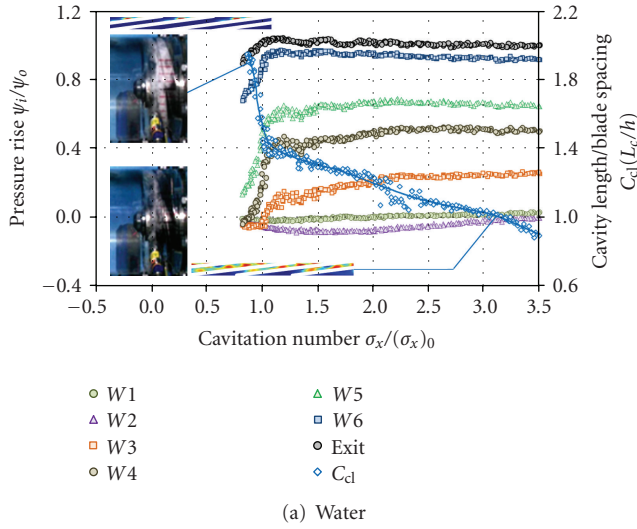 1.2
1.0
0.4
0.0
−0.4
−0.5
0.0
0.5
1.0
1.5
2.0
2.5
3.0
3.5
2.2
1.8
1.4
1.0
0.6
Pressure rise ψi/ψo
Cavity length/blade spacing
Ccl(Lc/h)
Cavitation number σx/(σx)0
W1
W2
W3
W4
W5
W6
Exit
Ccl
(a) Water